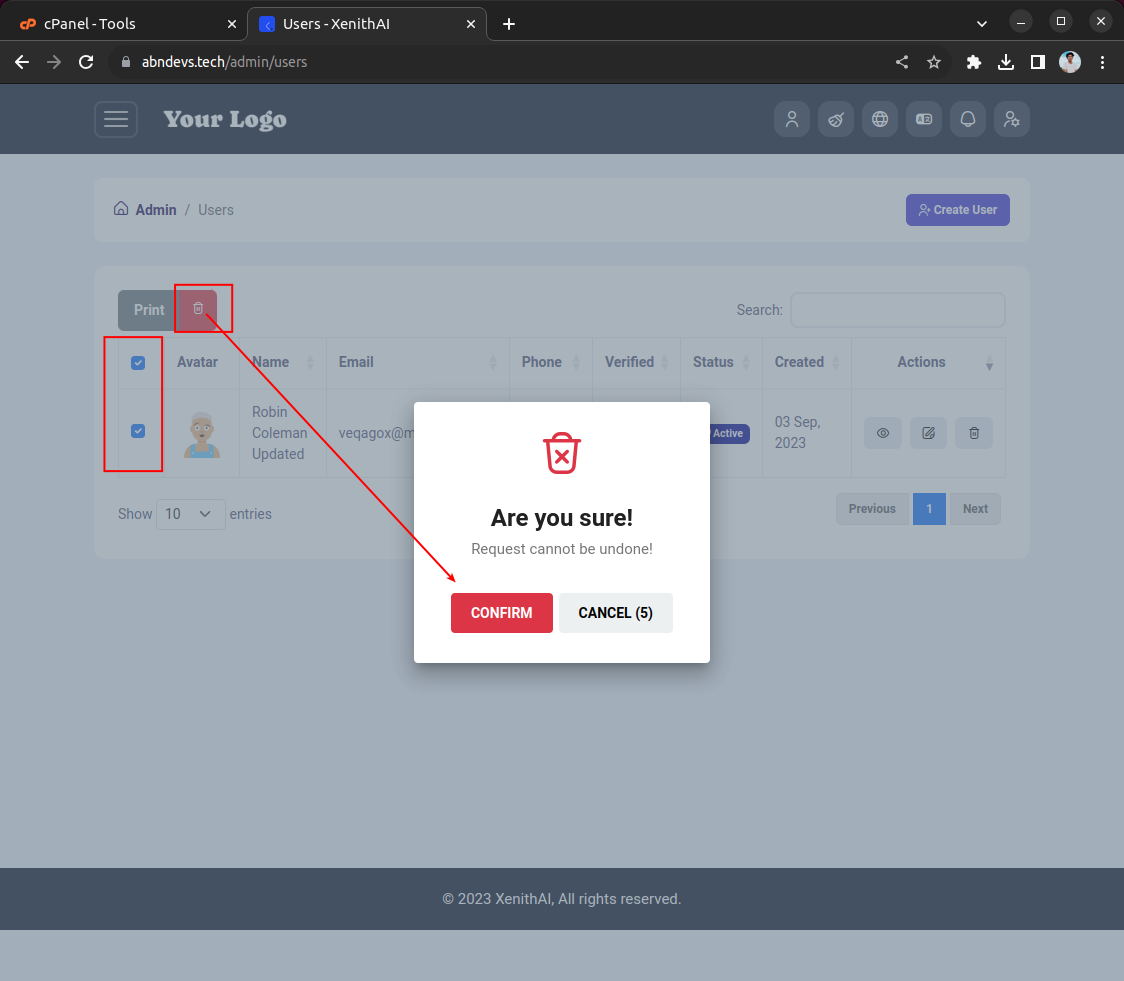 cPanel - Tools
Users - XenithAI
abndevs.tech/admin/users
Your Logo
Admin / Users
Create User
Print
Search:
Avatar Name Email Phone Verified Status Created Actions
Robin
Coleman
Updated
veqagox@m
Active
03 Sep,
2023
Show 10 entries
Previous 1 Next
Are you sure!
Request cannot be undone!
CONFIRM CANCEL (5)
© 2023 XenithAI, All rights reserved.